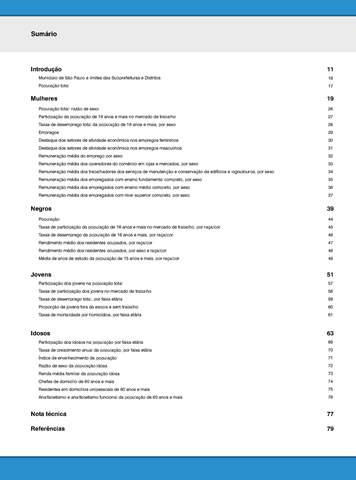 Sumário
Introdução 11
Município de São Paulo e limites das Subprefeituras e Distritos 16
População total 17
Mulheres 19
População total: razão de sexo 26
Participação da população de 16 anos e mais no mercado de trabalho 27
Taxas de desemprego total da população de 16 anos e mais, por sexo 28
Empregos 29
Destaque dos setores de atividade econômica nos empregos femininos 30
Destaque dos setores de atividade econômica nos empregos masculinos 31
Remuneração média do emprego por sexo 32
Remuneração média dos operadores do comércio em lojas e mercados, por sexo 33
Remuneração média dos trabalhadores dos serviços de manutenção e conservação de edifícios e logradouros, por sexo 34
Remuneração média dos empregados com ensino fundamental completo, por sexo 35
Remuneração média dos empregados com ensino médio completo, por sexo 36
Remuneração média dos empregados com nível superior completo, por sexo 37
Negros 39
População 44
Taxas de participação da população de 16 anos e mais no mercado de trabalho, por raça/cor 45
Taxas de desemprego da população de 16 anos e mais, por raça/cor 46
Rendimento médio dos residentes ocupados, por raça/cor 47
Rendimento médio dos residentes ocupados, por sexo e raça/cor 48
Média de anos de estudo da população de 15 anos e mais, por raça/cor 49
Jovens 51
Participação dos jovens na população total 57
Taxas de participação dos jovens no mercado de trabalho 58
Taxas de desemprego total, por faixa etária 59
Proporção de jovens fora da escola e sem trabalho 60
Taxas de mortalidade por homicídios, por faixa etária 61
Idosos 63
Participação dos idosos na população por faixa etária 69
Taxas de crescimento anual da população, por faixa etária 70
Índice de envelhecimento da população 71
Razão de sexo da população idosa 72
Renda média familiar da população idosa 73
Chefes de domicílio de 60 anos e mais 74
Residentes em domicílios unipessoais de 60 anos e mais 75
Analfabetismo e analfabetismo funcional da população de 60 anos e mais 76
Nota técnica 77
Referências 79